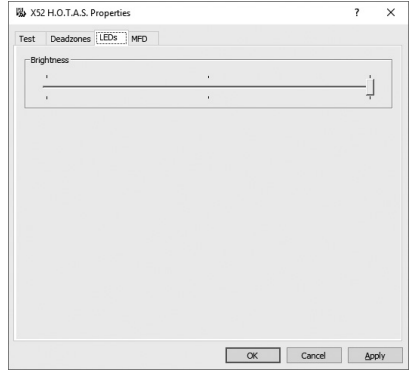 X52 H.O.T.A.S. Properties ?
Test Deadzones LEDs MFD
Brightness
OK Cancel Apply